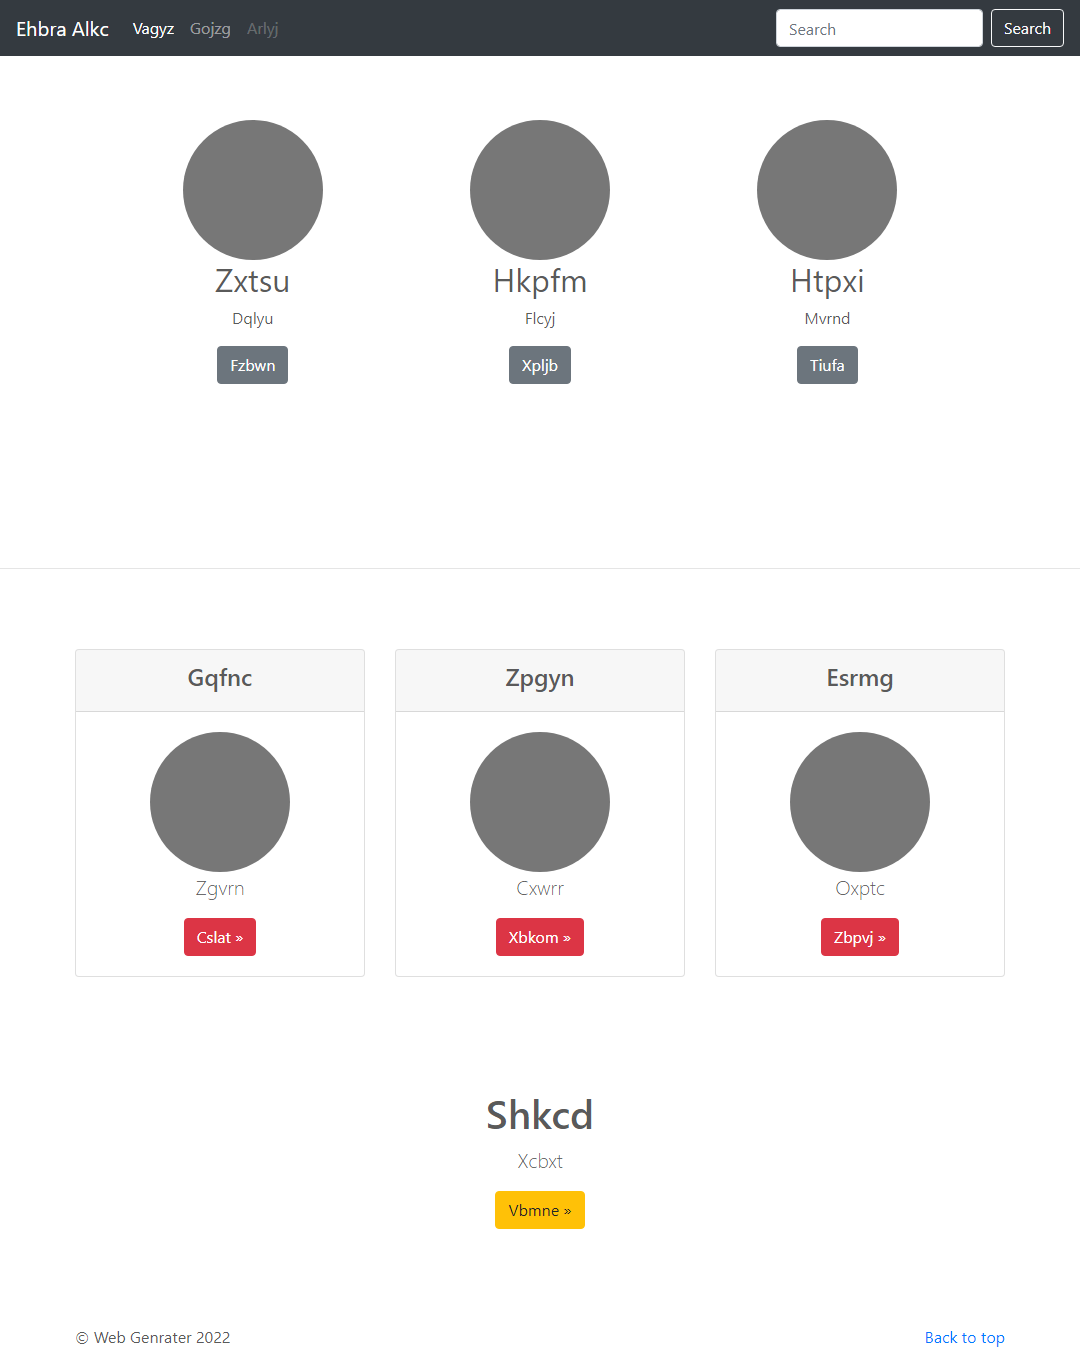 Ehbra Alkc Vagyz Gojzg Arlyj Search Search
Zxtsu
Dqlyu
Fzbwn
Hkpfm
Flcyj
Xpljb
Htpxi
Mvrnd
Tiufa
Gqfnc
Zgvrn
Cslat »
Zpgyn
Cxwrr
Xbkom »
Esrmg
Oxptc
Zbpvj »
Shkcd
Xcbxt
Vbmne »
© Web Genrater 2022
Back to top